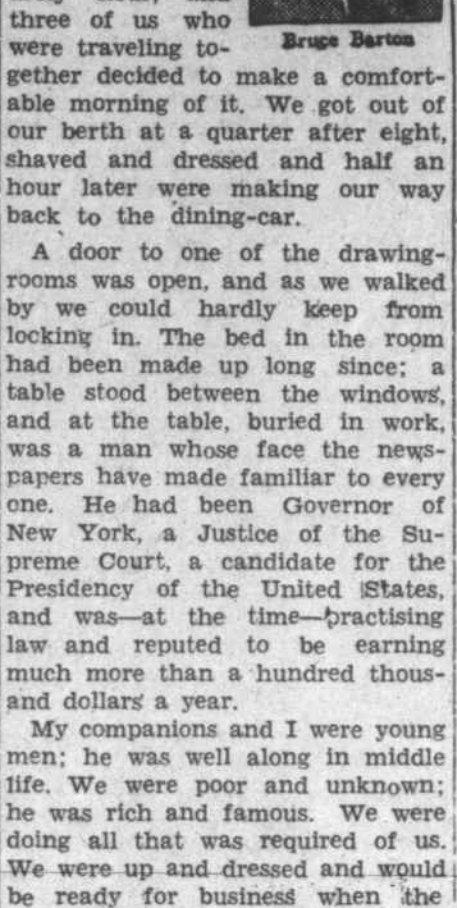 three of us who
were traveling to-
Bruce Barton
gether decided to make a comfort-
able morning of it. We got out of
our berth at a quarter after eight,
shaved and dressed and half an
hour later were making our way
back to the dining-car.
A door to one of the drawing-
rooms was open, and as we walked
by we could hardly keep from
locking in. The bed in the room
had been made up long since; a
table stood between the windows,
and at the table, buried in work,
was a man whose face the news-
papers have made familiar to every
one. He had been Governor of
New York, a Justice of the Su-
preme Court, a candidate for the
Presidency of the United States,
and was—at the time—practising
law and reputed to be earning
much more than a hundred thous-
and dollars a year.
My companions and I were young
men; he was well along in middle
life. We were poor and unknown;
he was rich and famous. We were
doing all that was required of us.
We were up and dressed and would
be ready for business when the